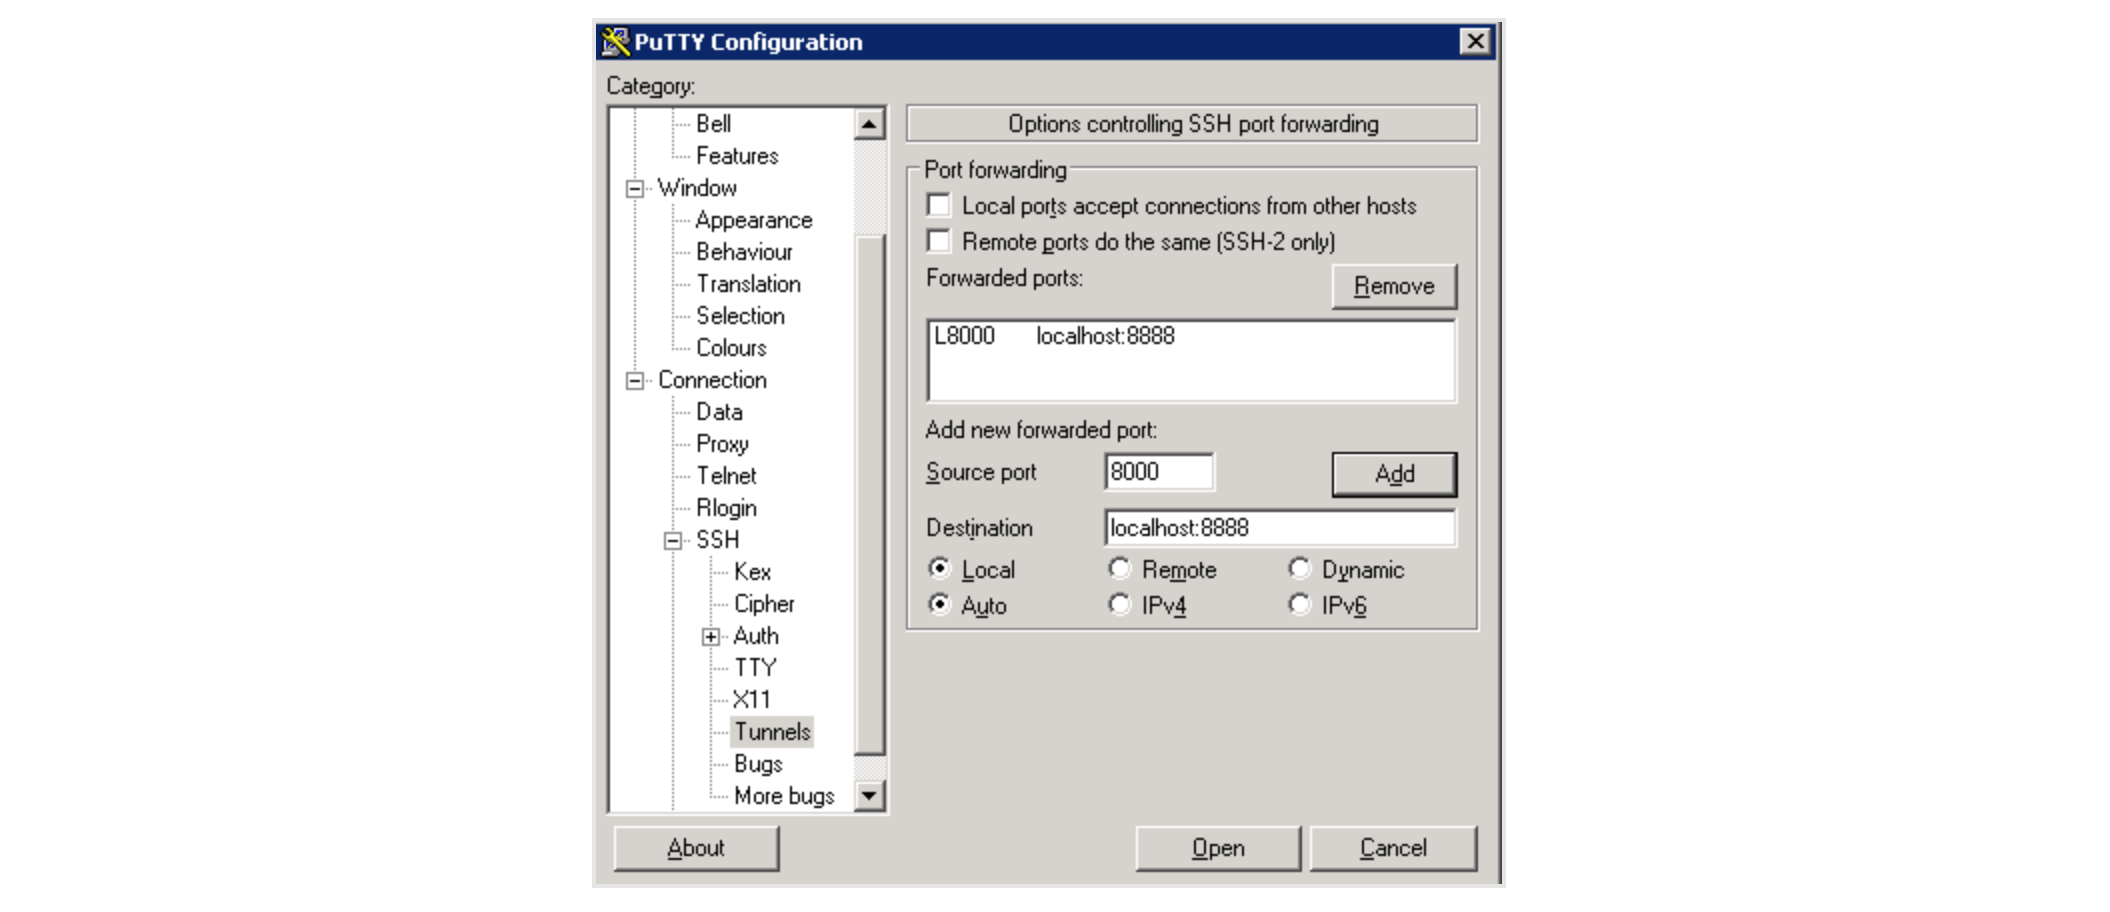 PuTTY Configuration
Category:
Bell
Features
Window
Appearance
Behaviour
Translation
Selection
Colours
Connection
Data
Proxy
Telnet
Rlogin
SSH
Kex
Cipher
Auth
TTY
X11
Tunnels
Bugs
More bugs
Options controlling SSH port forwarding
Port forwarding
Local ports accept connections from other hosts
Remote ports do the same (SSH-2 only)
Forwarded ports:
Remove
L8000 localhost:8888
Add new forwarded port:
Source port 8000 Add
Destination localhost:8888
Local Remote Dynamic
Auto IPv4 IPv6
About Open Cancel